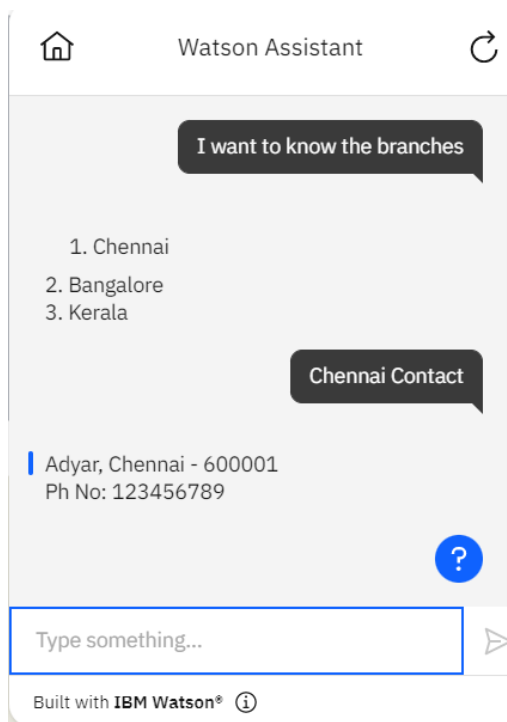 Watson Assistant
I want to know the branches
1. Chennai
2. Bangalore
3. Kerala
Chennai Contact
Adyar, Chennai - 600001
Ph No: 123456789
?
Type something...
Built with IBM Watson®